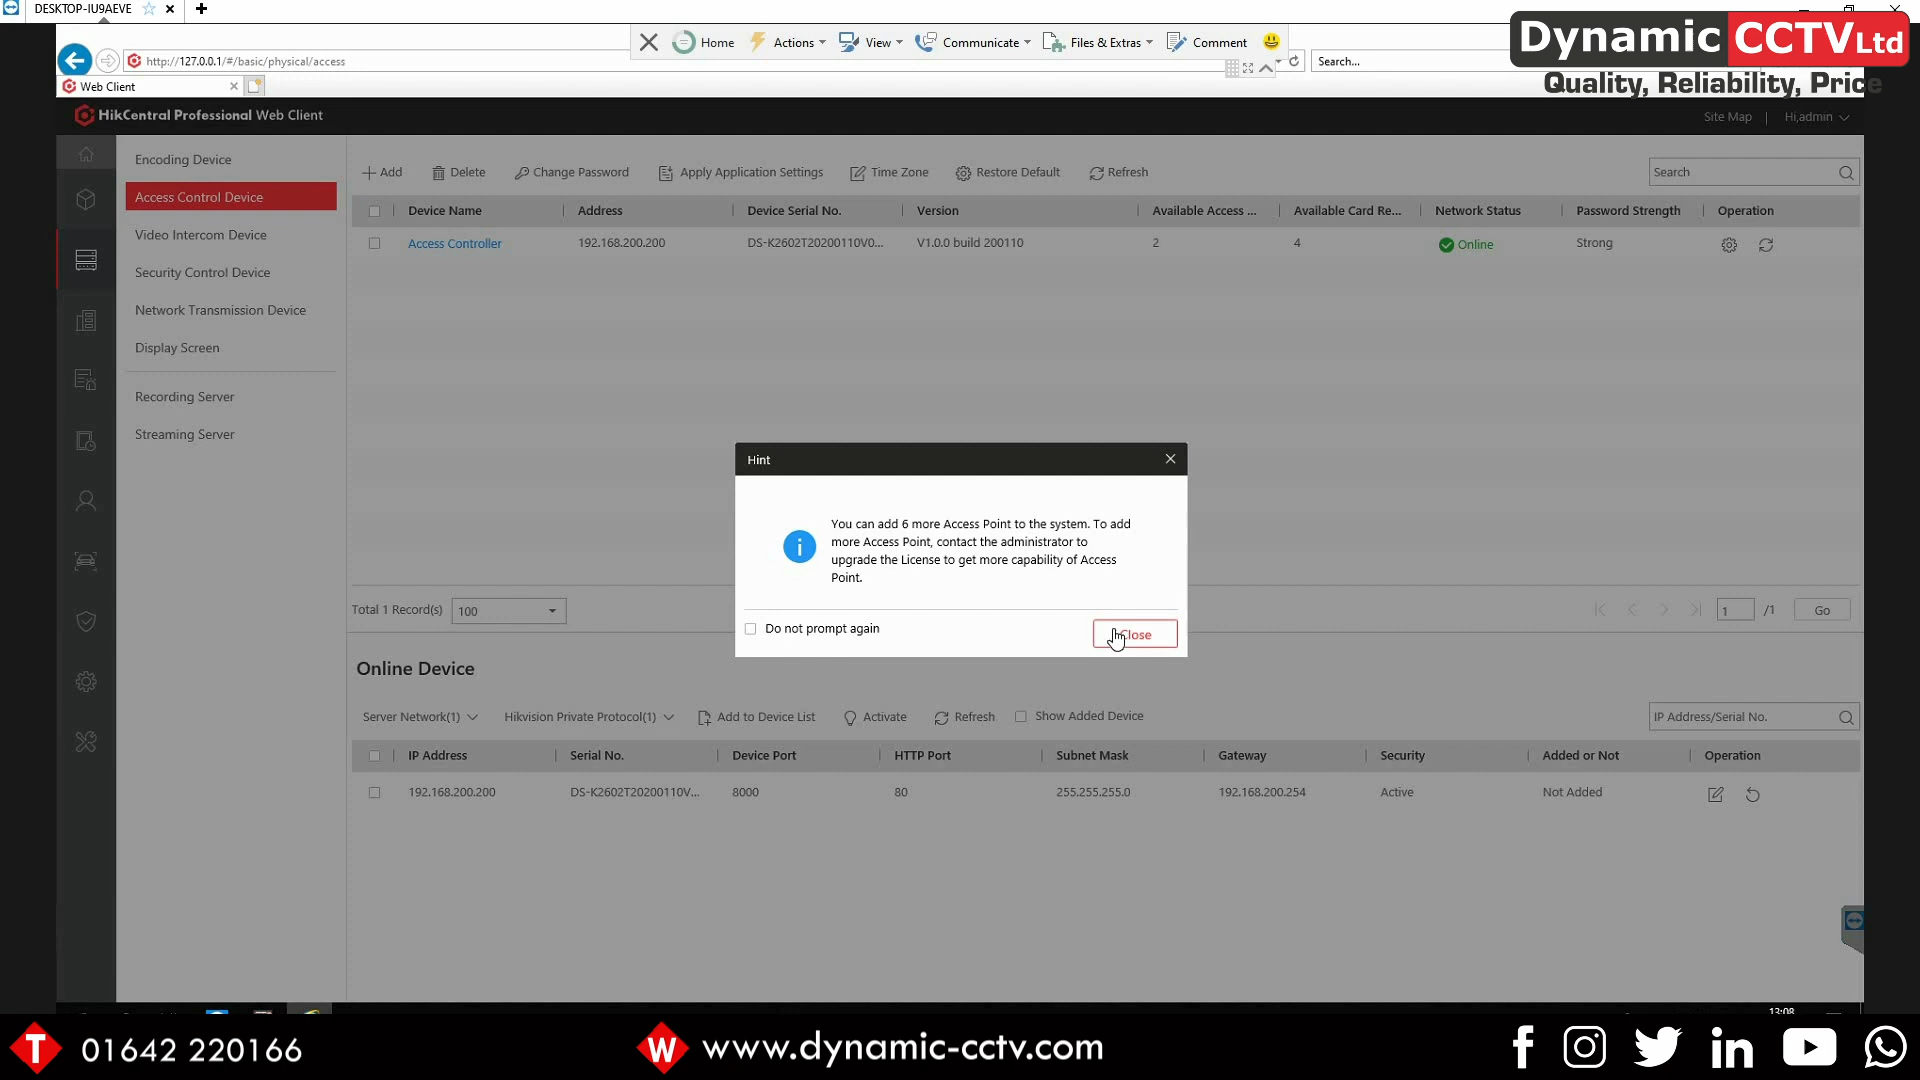 DESKTOP-IU9AEVE
Home Actions View Communicate Files & Extras Comment
Dynamic CCTV Ltd
Quality, Reliability, Price
http://127.0.0.1/#/basic/physical/access
Search...
Web Client
HikCentral Professional Web Client
Site Map | Hi,admin
Encoding Device
Access Control Device
Video Intercom Device
Security Control Device
Network Transmission Device
Display Screen
Recording Server
Streaming Server
Add Delete Change Password Apply Application Settings Time Zone Restore Default Refresh
Search
Device Name Address Device Serial No. Version Available Access ... Available Card Re... Network Status Password Strength Operation
Access Controller 192.168.200.200 DS-K2602T20200110V0... V1.0.0 build 200110 2 4 Online Strong
Hint
You can add 6 more Access Point to the system. To add
more Access Point, contact the administrator to
upgrade the License to get more capability of Access
Point.
Do not prompt again
Close
Total 1 Record(s) 100
1 /1 Go
Online Device
Server Network(1) Hikvision Private Protocol(1) Add to Device List Activate Refresh Show Added Device
IP Address/Serial No.
IP Address Serial No. Device Port HTTP Port Subnet Mask Gateway Security Added or Not Operation
192.168.200.200 DS-K2602T20200110V... 8000 80 255.255.255.0 192.168.200.254 Active Not Added
13:08
T 01642 220166
W www.dynamic-cctv.com